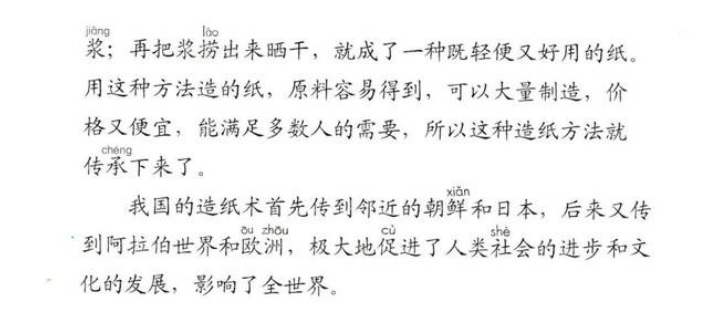 jiāng lāo
浆；再把浆捞出来晒干，就成了一种既轻便又好用的纸。
用这种方法造的纸，原料容易得到，可以大量制造，价
格又便宜，能满足多数人的需要，所以这种造纸方法就
chéng
传承下来了。
xiǎn
我国的造纸术首先传到邻近的朝鲜和日本，后来又传
ōu zhōu cù shè
到阿拉伯世界和欧洲，极大地促进了人类社会的进步和文
化的发展，影响了全世界。